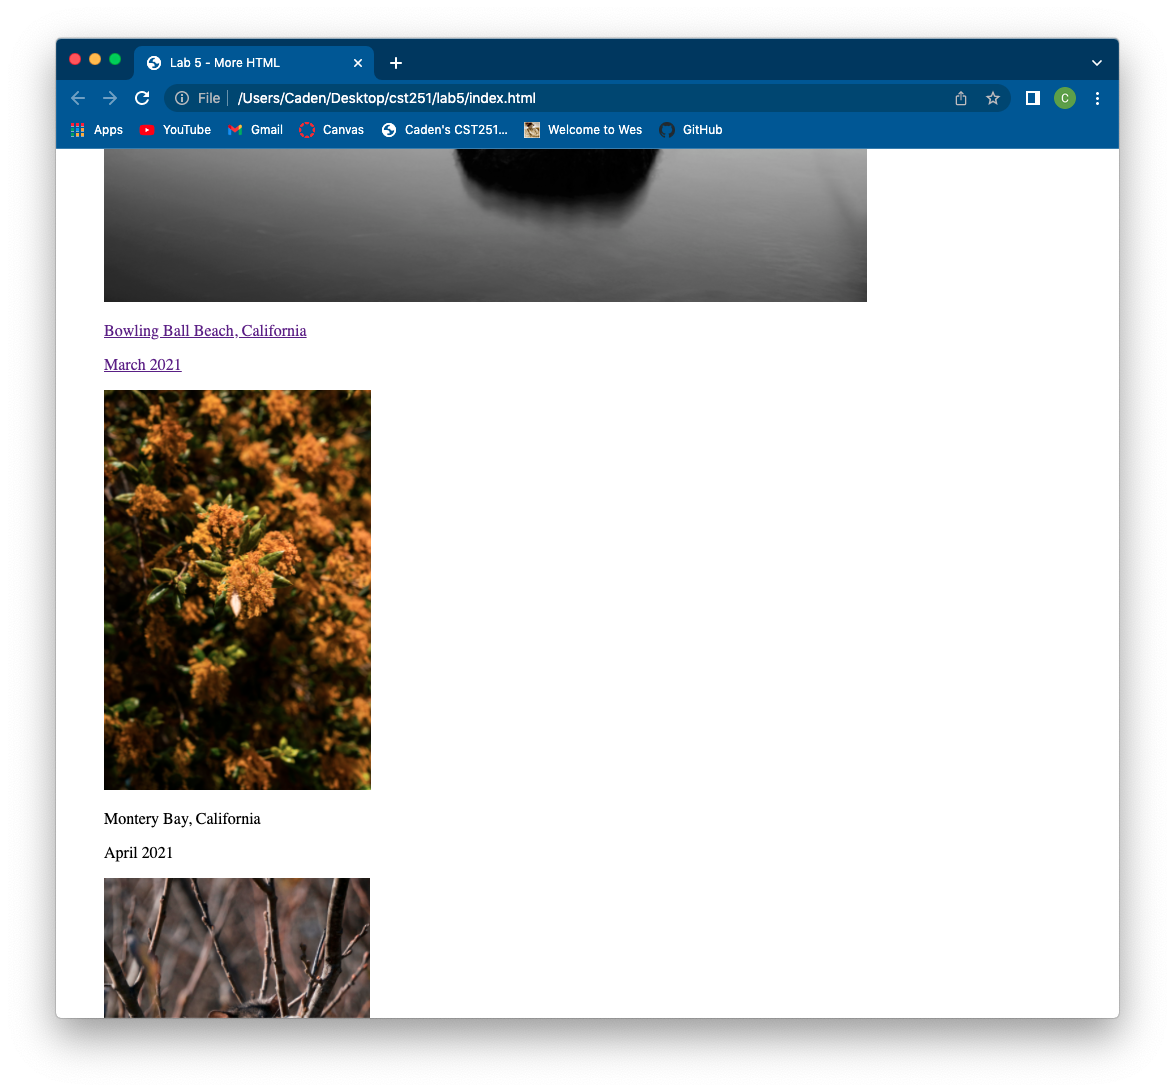 Lab 5 - More HTML
File /Users/Caden/Desktop/cst251/lab5/index.html C
Apps YouTube Gmail Canvas Caden's CST251... Welcome to Wes GitHub
Bowling Ball Beach, California
March 2021
Montery Bay, California
April 2021